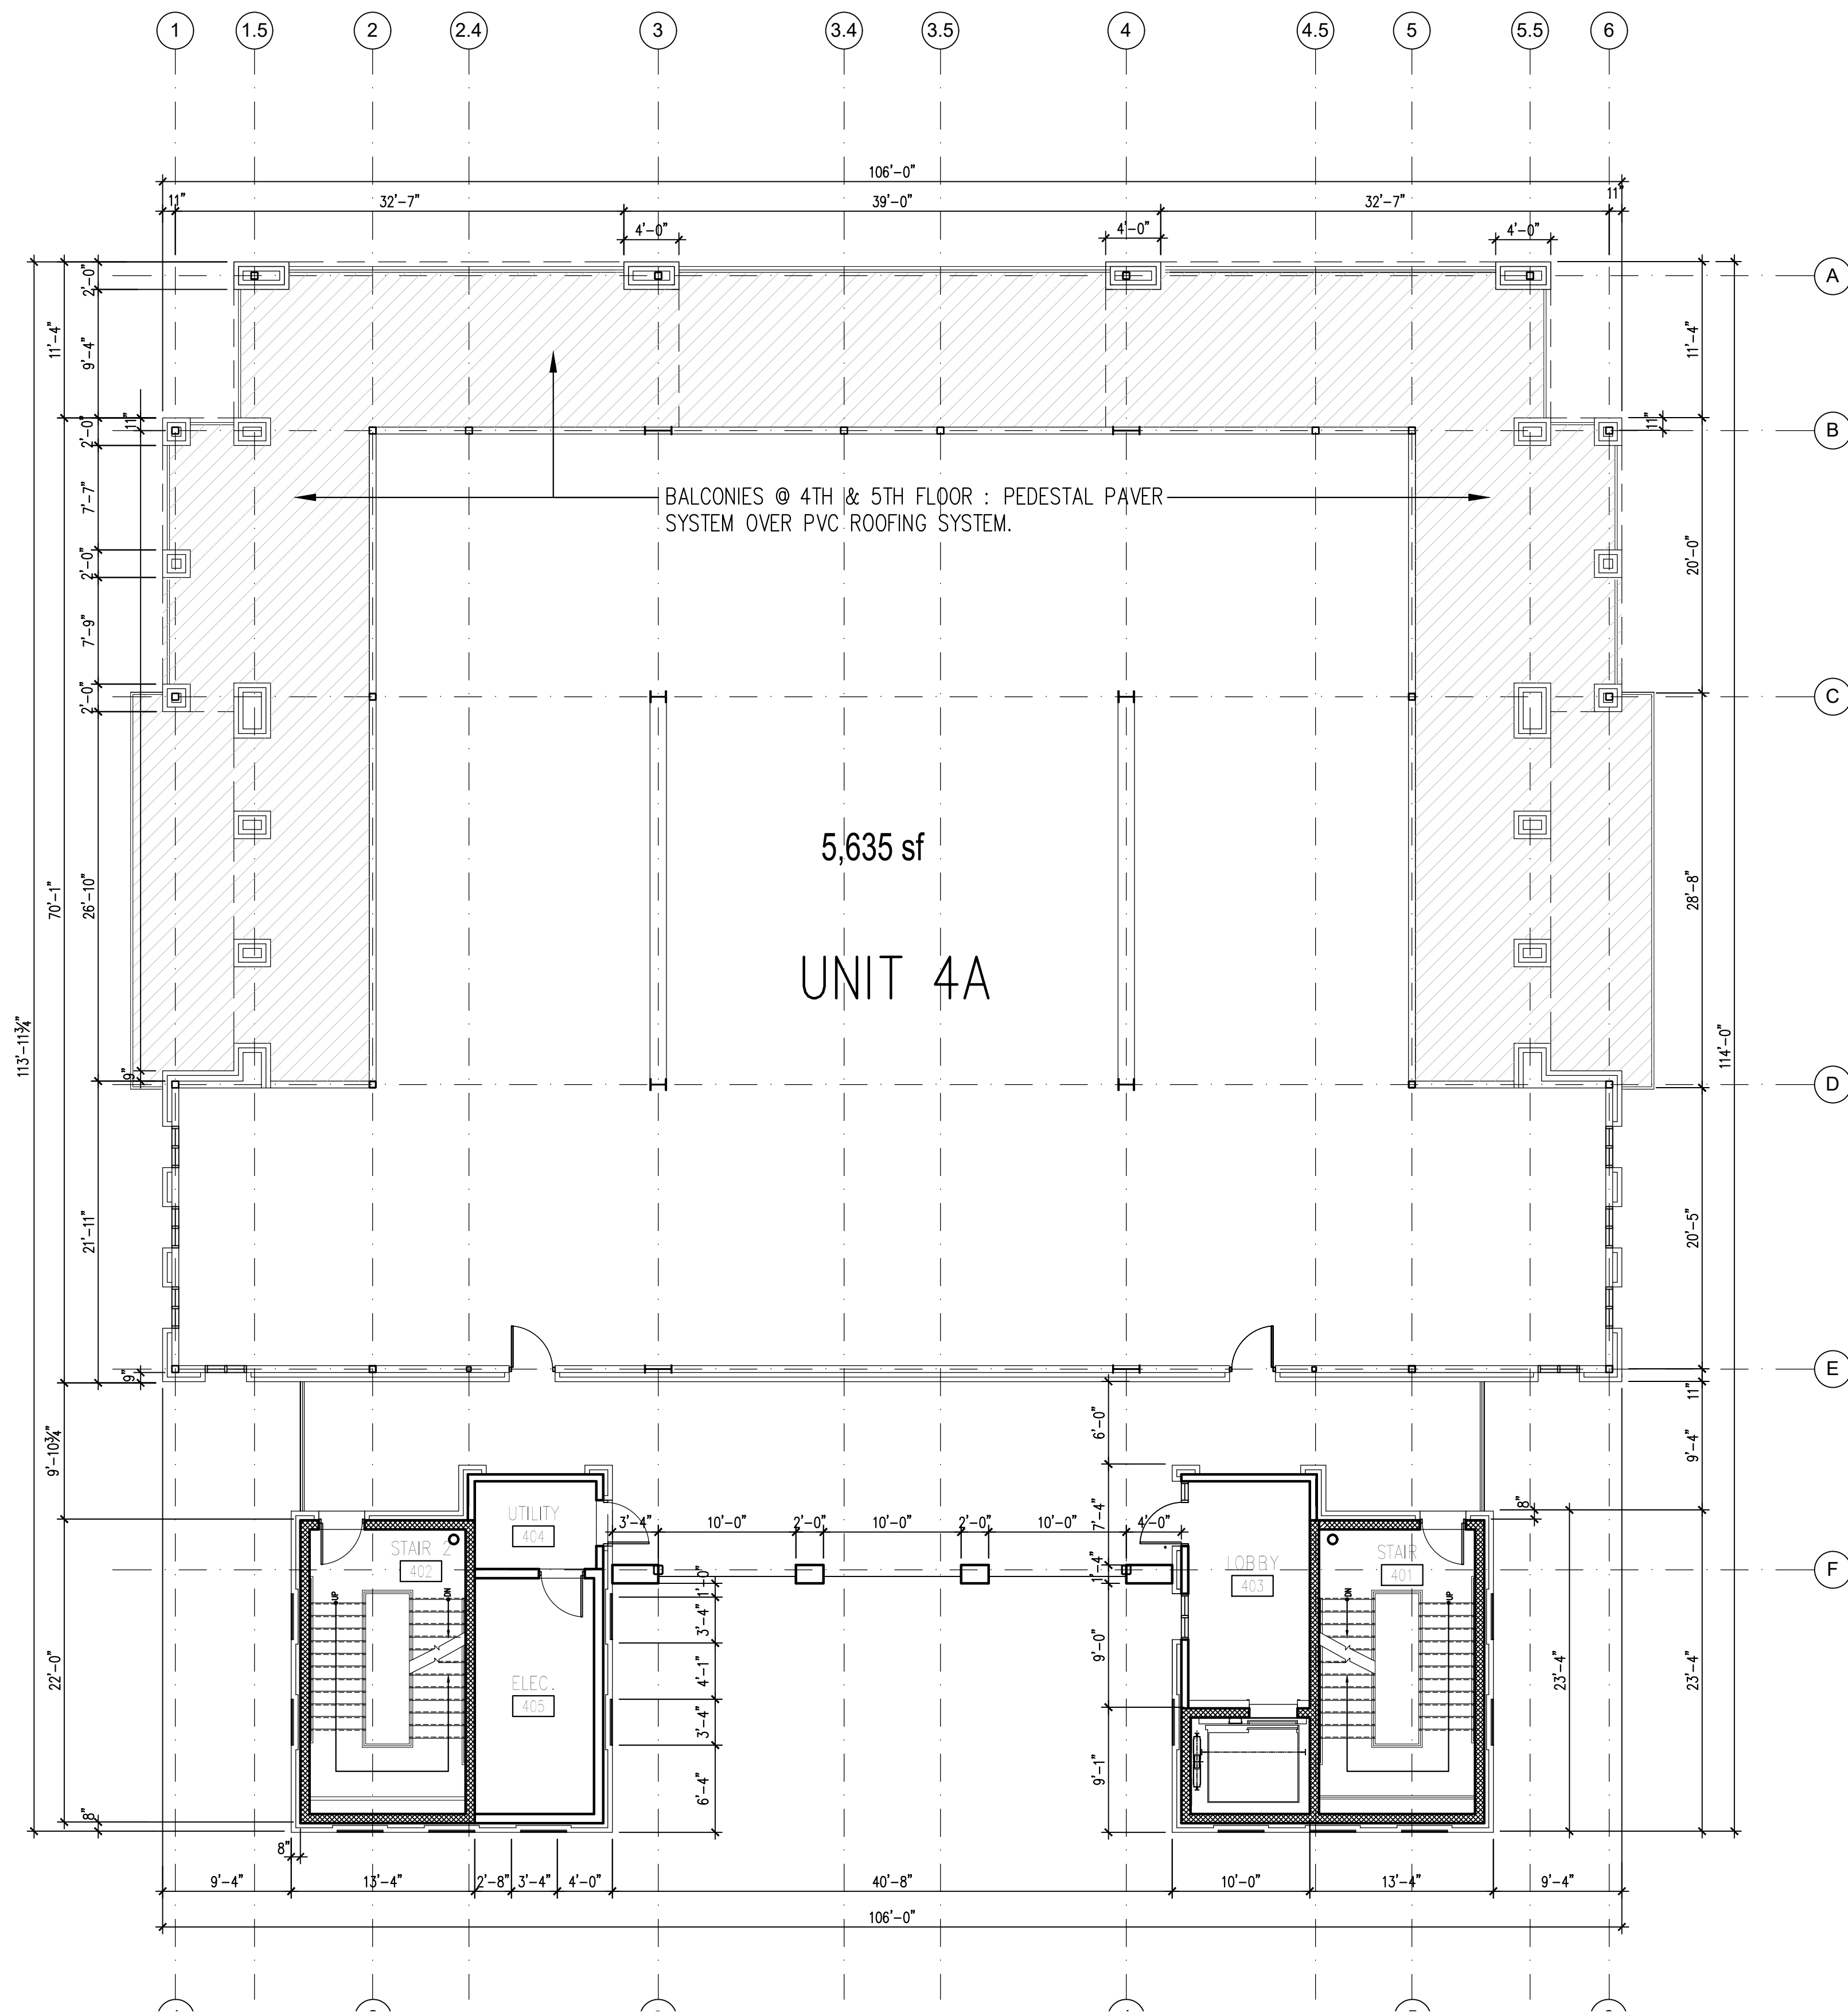 1 1.5 2 2.4 3 3.4 3.5 4 4.5 5 5.5 6
106'-0"
11" 32'-7" 39'-0" 32'-7" 11"
4'-0" 4'-0" 4'-0"
A
2'-0"
11'-4" 9'-4" 11'-4"
B
2'-0" 11" 11"
BALCONIES @ 4TH & 5TH FLOOR : PEDESTAL PAVER
SYSTEM OVER PVC ROOFING SYSTEM.
7'-7"
2'-0" 20'-0"
7'-9"
2'-0"
C
5,635 sf
70'-1" 26'-10" 28'-8"
UNIT 4A
113'-11¾" 114'-0"
9"
D
21'-11" 20'-5"
9"
E
11"
6'-0"
9'-10¾" 9'-4"
8"
UTILITY
404
3'-4" 10'-0" 2'-0" 10'-0" 2'-0" 10'-0" 4'-0"
7'-4"
STAIR 2
402
LOBBY
403
STAIR
401
F
1'-0" 1'-4"
UP DN DN UP
3'-4"
9'-0"
22'-0" 4'-1" 23'-4" 23'-4"
ELEC.
405
3'-4"
9'-1"
6'-4"
8"
8"
9'-4" 13'-4" 2'-8" 3'-4" 4'-0" 40'-8" 10'-0" 13'-4" 9'-4"
106'-0"